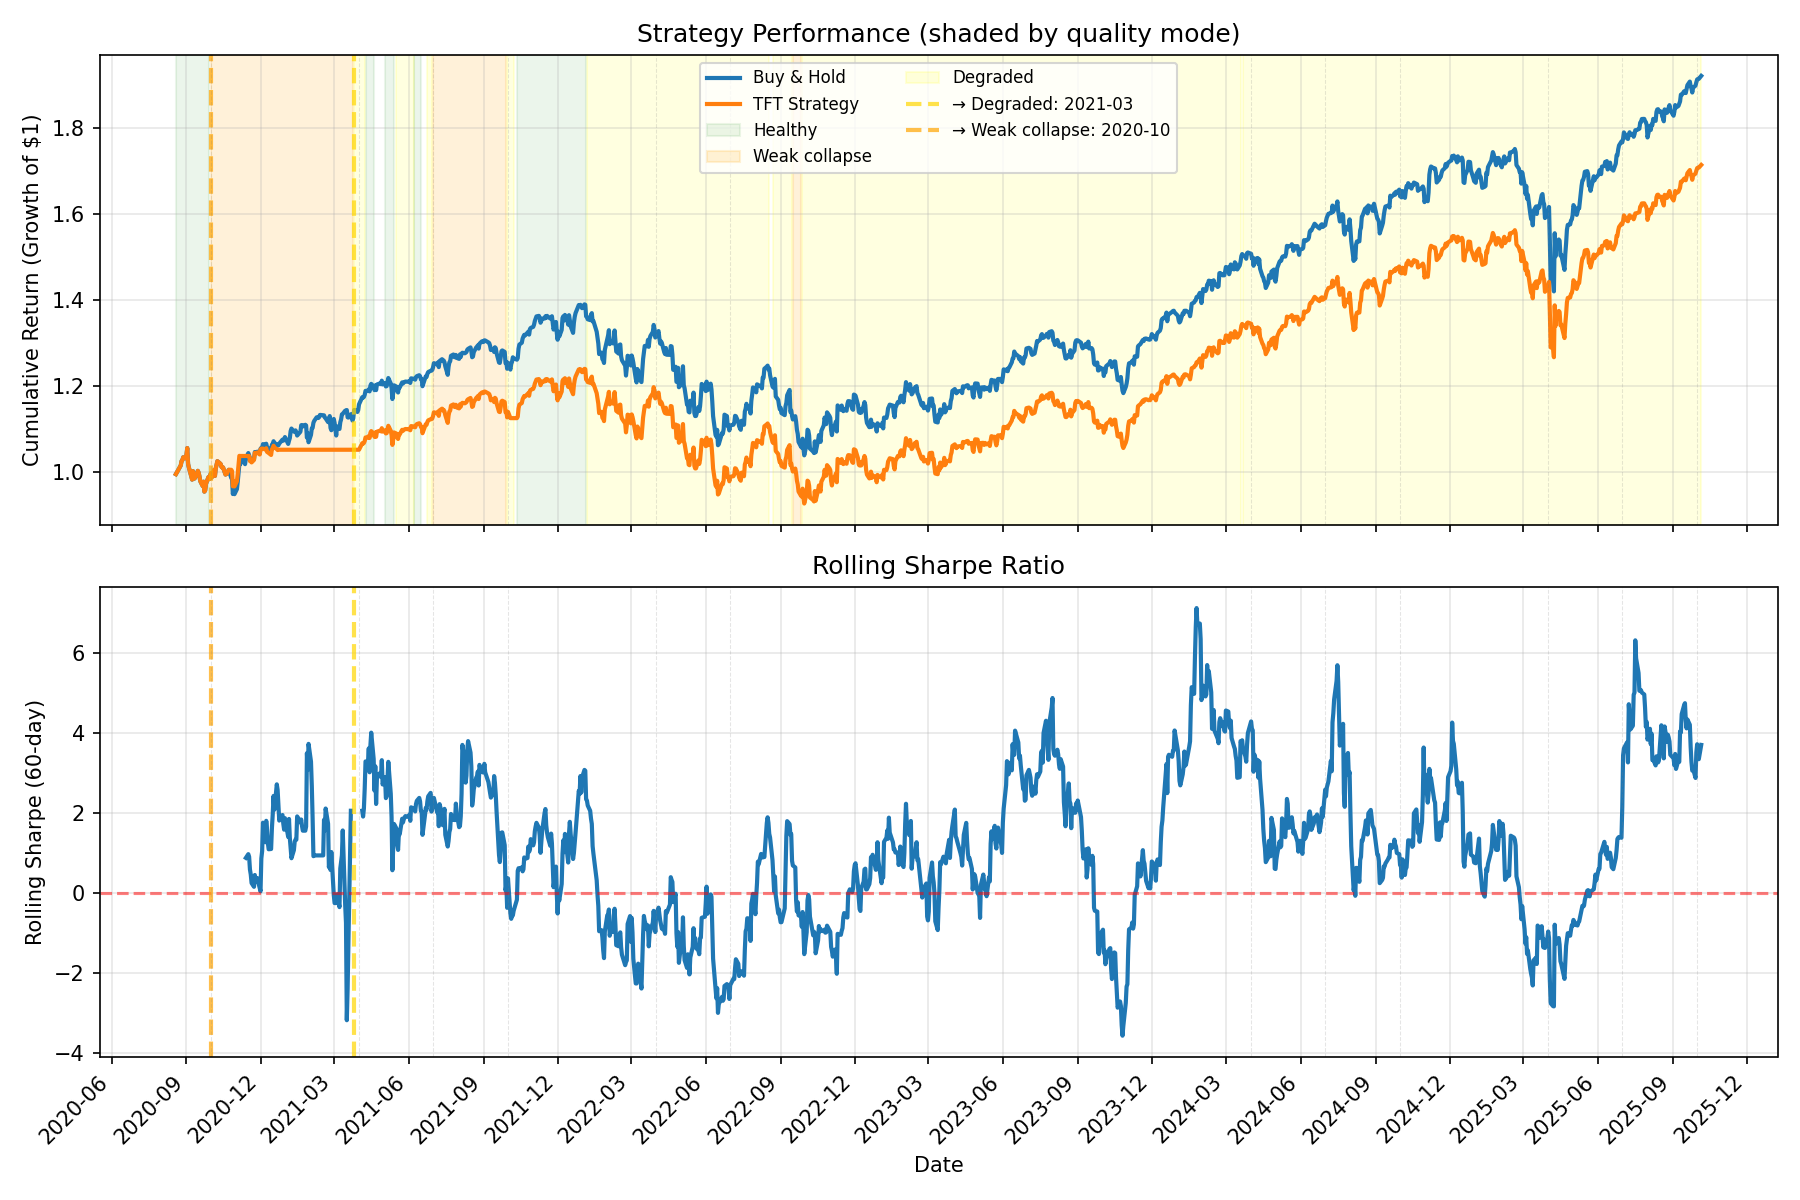 Strategy Performance (shaded by quality mode)
Cumulative Return (Growth of $1)
1.8
1.6
1.4
1.2
1.0
Buy & Hold
TFT Strategy
Healthy
Weak collapse
Degraded
→ Degraded: 2021-03
→ Weak collapse: 2020-10
Rolling Sharpe Ratio
Rolling Sharpe (60-day)
6
4
2
0
−2
−4
2020-06
2020-09
2020-12
2021-03
2021-06
2021-09
2021-12
2022-03
2022-06
2022-09
2022-12
2023-03
2023-06
2023-09
2023-12
2024-03
2024-06
2024-09
2024-12
2025-03
2025-06
2025-09
2025-12
Date